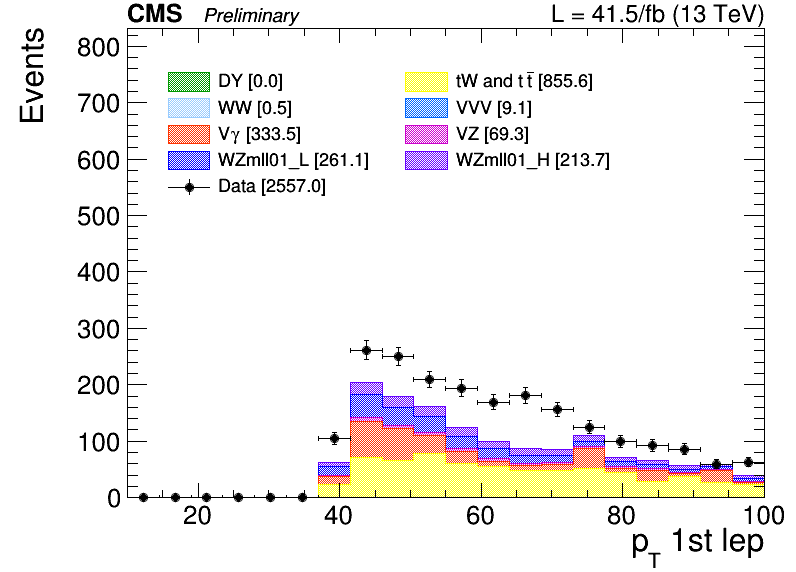 CMS Preliminary L = 41.5/fb (13 TeV)
Events
800
700
600
500
400
300
200
100
0
DY [0.0]
tW and tt̄ [855.6]
WW [0.5]
VVV [9.1]
Vγ [333.5]
VZ [69.3]
WZmll01_L [261.1]
WZmll01_H [213.7]
Data [2557.0]
20 40 60 80 100
p_T 1st lep